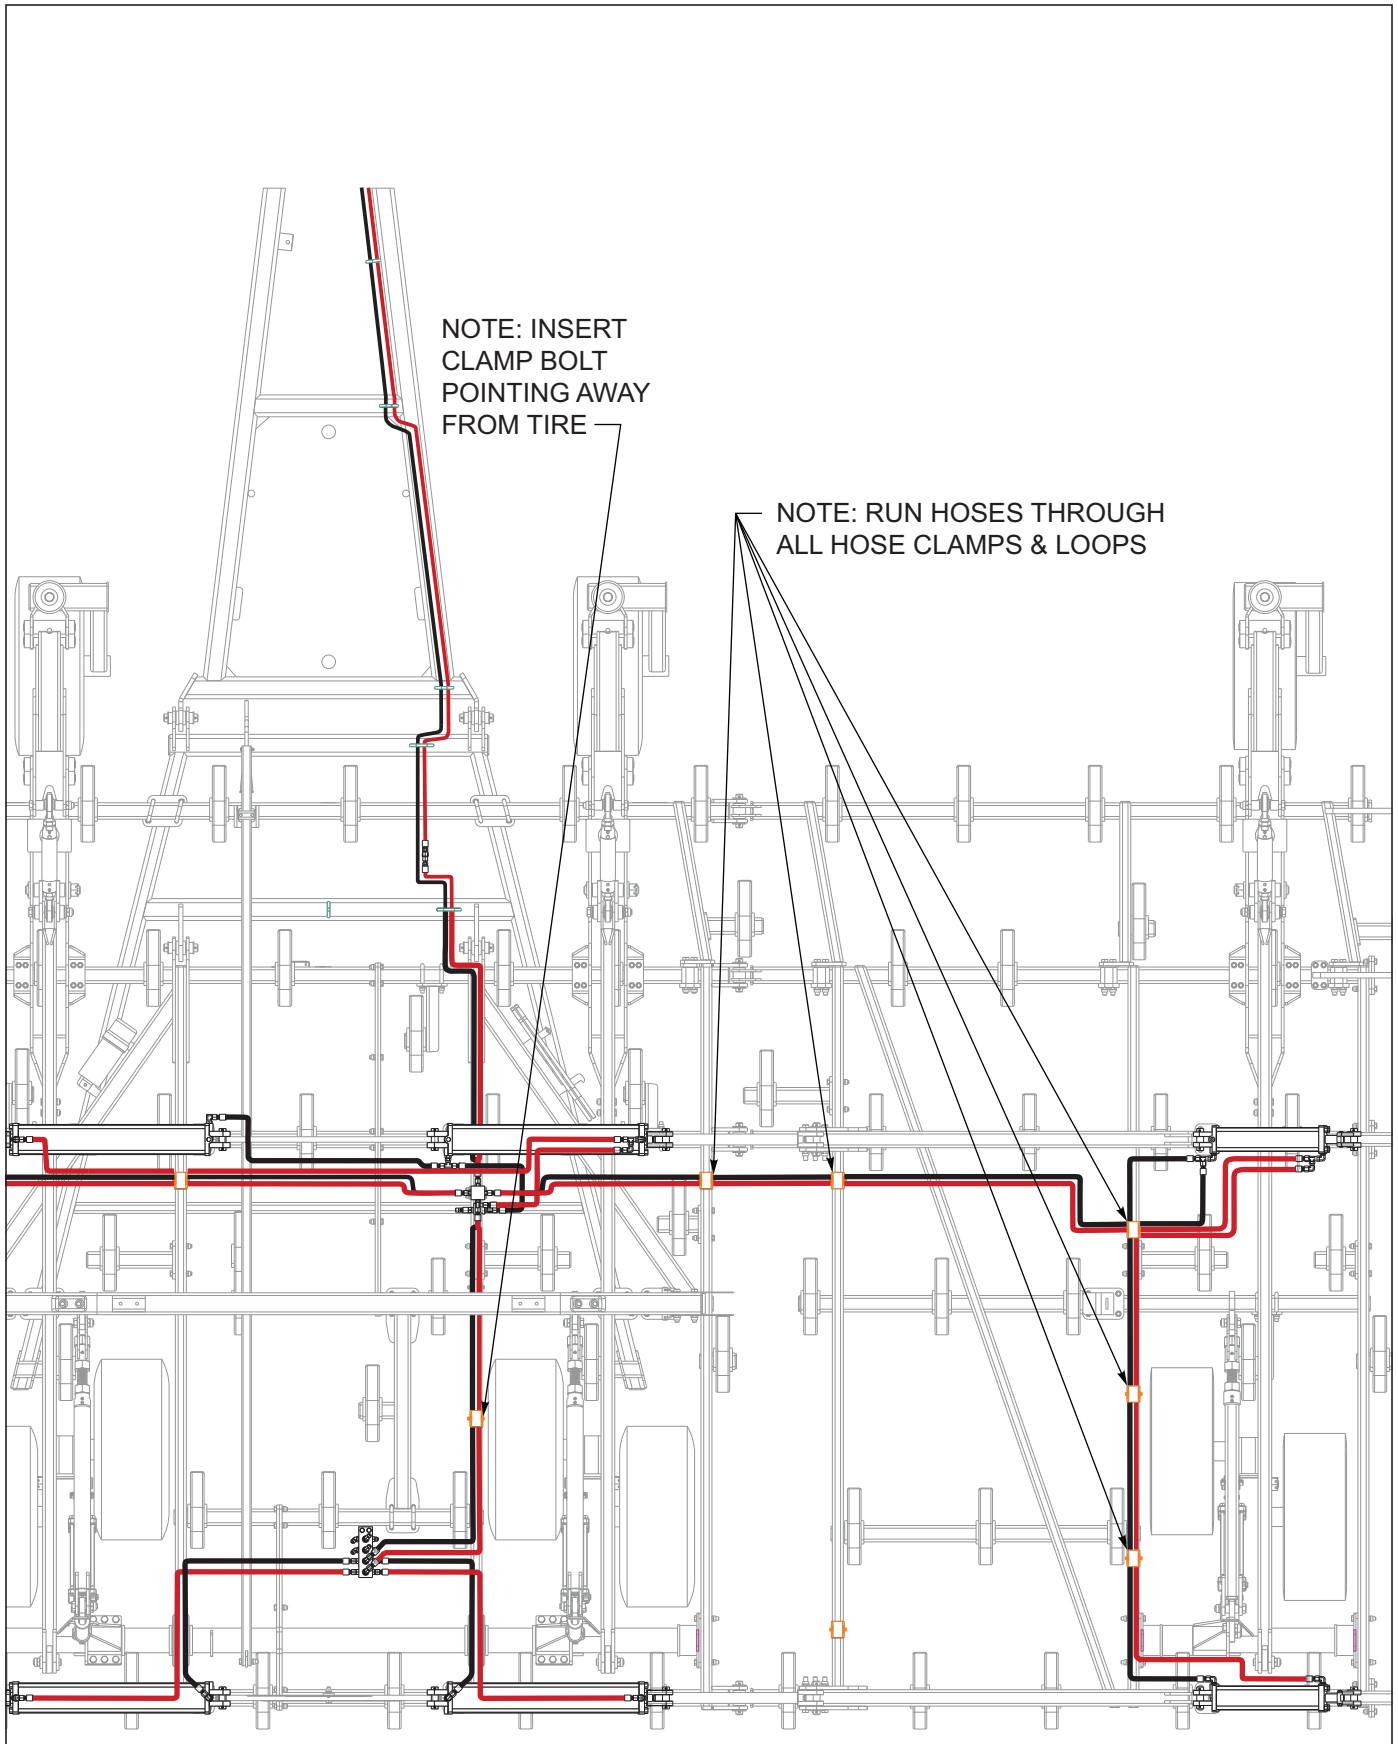 NOTE: INSERT
CLAMP BOLT
POINTING AWAY
FROM TIRE
NOTE: RUN HOSES THROUGH
ALL HOSE CLAMPS & LOOPS